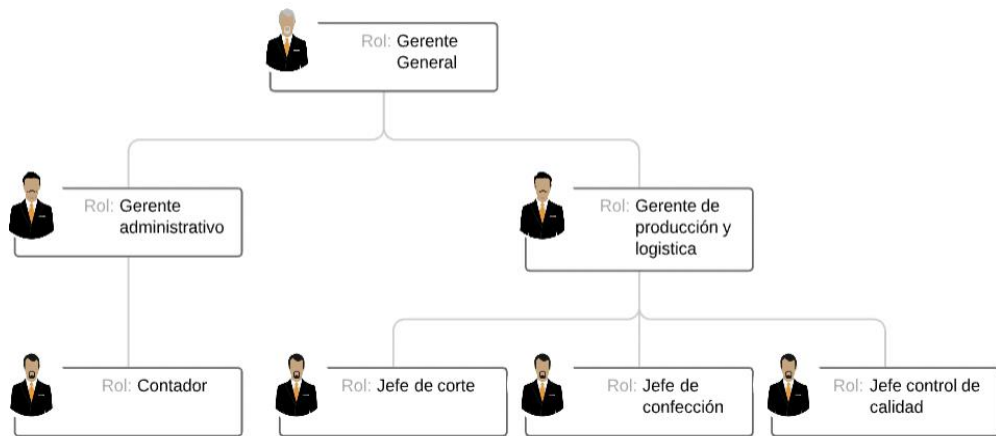 Rol: Gerente
General
Rol: Gerente
administrativo
Rol: Gerente de
producción y
logistica
Rol: Contador
Rol: Jefe de corte
Rol: Jefe de
confección
Rol: Jefe control de
calidad